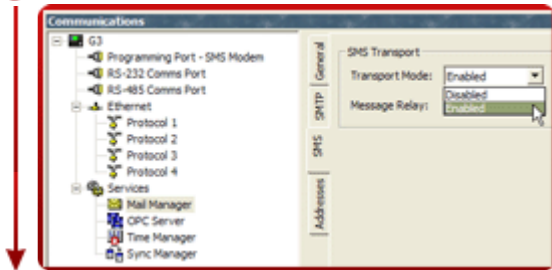 Communications
G3
Programming Port - SMS Modem
RS-232 Comms Port
RS-485 Comms Port
Ethernet
Protocol 1
Protocol 2
Protocol 3
Protocol 4
Services
Mail Manager
OPC Server
Time Manager
Sync Manager
General
SMTP
SMS
Addresses
SMS Transport
Transport Mode: Enabled
Disabled
Message Relay: Enabled